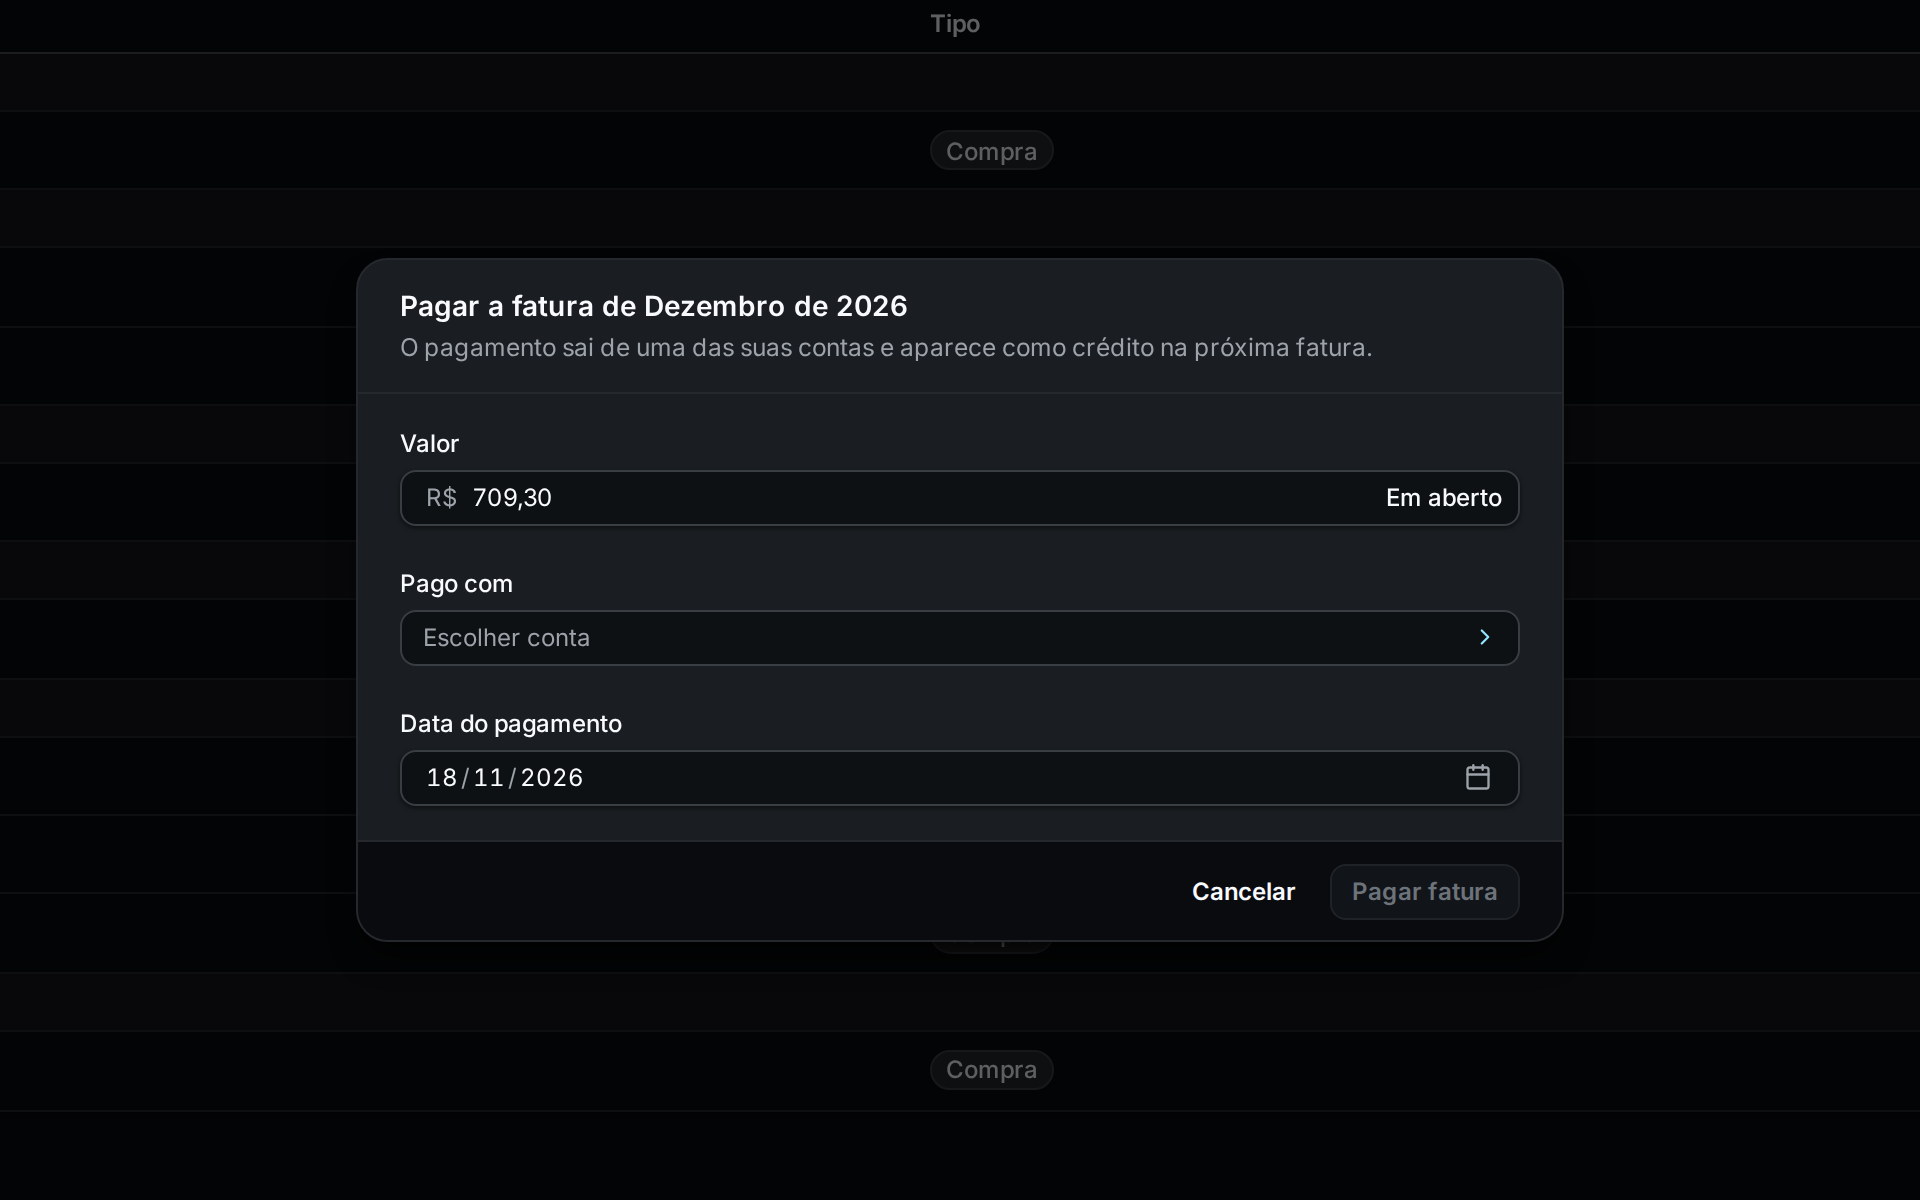 Tipo
Compra
Pagar a fatura de Dezembro de 2026
O pagamento sai de uma das suas contas e aparece como crédito na próxima fatura.
Valor
R$ 709,30 Em aberto
Pago com
Escolher conta
Data do pagamento
18/11/2026
Cancelar Pagar fatura
Compra